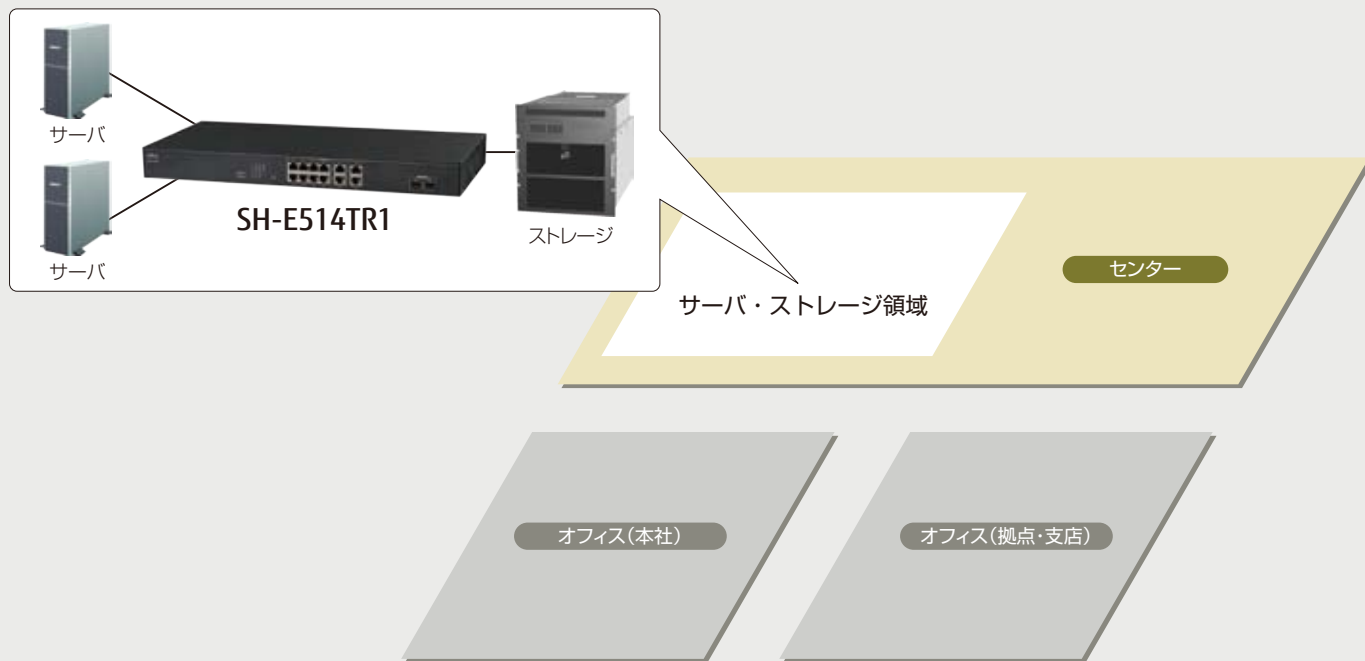 サーバ
サーバ
SH-E514TR1
ストレージ
サーバ・ストレージ領域
センター
オフィス(本社)
オフィス(拠点・支店)